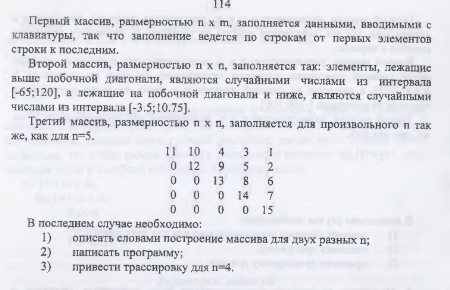 114
Первый массив, размерностью n x m, заполняется данными, вводимыми с
клавиатуры, так что заполнение ведется по строкам от первых элементов
строки к последним.
Второй массив, размерностью n x n, заполняется так: элементы, лежащие
выше побочной диагонали, являются случайными числами из интервала
[-65;120], а лежащие на побочной диагонали и ниже, являются случайными
числами из интервала [-3.5;10.75].
Третий массив, размерностью n x n, заполняется для произвольного n так
же, как для n=5.
11 10 4 3 1
0 12 9 5 2
0 0 13 8 6
0 0 0 14 7
0 0 0 0 15
В последнем случае необходимо:
1) описать словами построение массива для двух разных n;
2) написать программу;
3) привести трассировку для n=4.